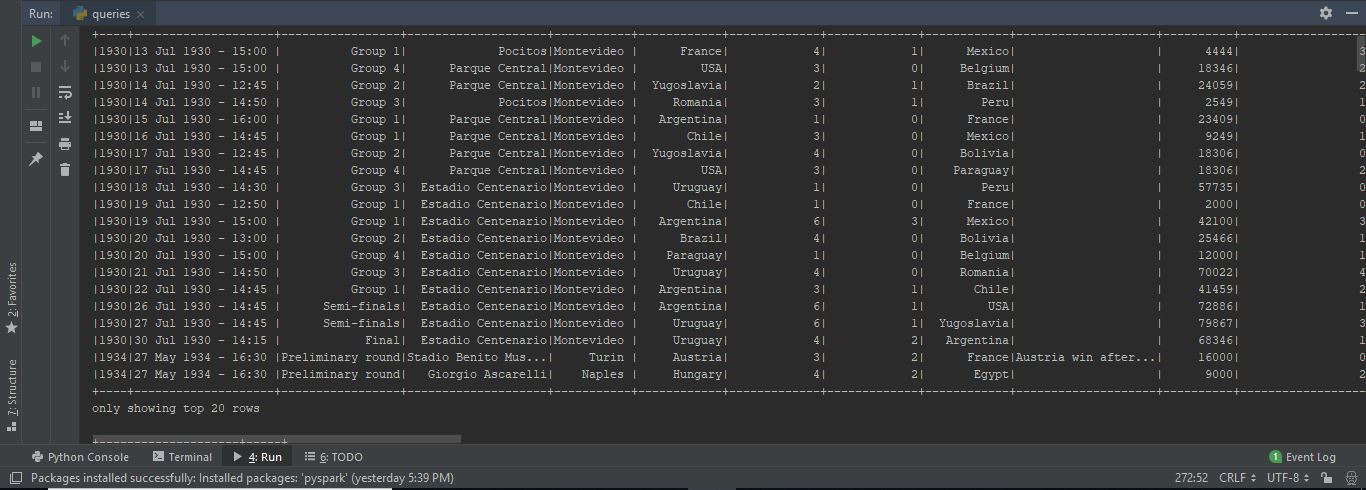 Run: queries
|1930|13 Jul 1930 - 15:00 | Group 1| Pocitos|Montevideo | France| 4| 1| Mexico| | 4444| 3
|1930|13 Jul 1930 - 15:00 | Group 4| Parque Central|Montevideo | USA| 3| 0| Belgium| | 18346| 2
|1930|14 Jul 1930 - 12:45 | Group 2| Parque Central|Montevideo | Yugoslavia| 2| 1| Brazil| | 24059| 2
|1930|14 Jul 1930 - 14:50 | Group 3| Pocitos|Montevideo | Romania| 3| 1| Peru| | 2549| 1
|1930|15 Jul 1930 - 16:00 | Group 1| Parque Central|Montevideo | Argentina| 1| 0| France| | 23409| 0
|1930|16 Jul 1930 - 14:45 | Group 1| Parque Central|Montevideo | Chile| 3| 0| Mexico| | 9249| 1
|1930|17 Jul 1930 - 12:45 | Group 2| Parque Central|Montevideo | Yugoslavia| 4| 0| Bolivia| | 18306| 0
|1930|17 Jul 1930 - 14:45 | Group 4| Parque Central|Montevideo | USA| 3| 0| Paraguay| | 18306| 2
|1930|18 Jul 1930 - 14:30 | Group 3| Estadio Centenario|Montevideo | Uruguay| 1| 0| Peru| | 57735| 0
|1930|19 Jul 1930 - 12:50 | Group 1| Estadio Centenario|Montevideo | Chile| 1| 0| France| | 2000| 0
|1930|19 Jul 1930 - 15:00 | Group 1| Estadio Centenario|Montevideo | Argentina| 6| 3| Mexico| | 42100| 3
|1930|20 Jul 1930 - 13:00 | Group 2| Estadio Centenario|Montevideo | Brazil| 4| 0| Bolivia| | 25466| 1
|1930|20 Jul 1930 - 15:00 | Group 4| Estadio Centenario|Montevideo | Paraguay| 1| 0| Belgium| | 12000| 1
|1930|21 Jul 1930 - 14:50 | Group 3| Estadio Centenario|Montevideo | Uruguay| 4| 0| Romania| | 70022| 4
|1930|22 Jul 1930 - 14:45 | Group 1| Estadio Centenario|Montevideo | Argentina| 3| 1| Chile| | 41459| 2
|1930|26 Jul 1930 - 14:45 | Semi-finals| Estadio Centenario|Montevideo | Argentina| 6| 1| USA| | 72886| 1
|1930|27 Jul 1930 - 14:45 | Semi-finals| Estadio Centenario|Montevideo | Uruguay| 6| 1| Yugoslavia| | 79867| 3
|1930|30 Jul 1930 - 14:15 | Final| Estadio Centenario|Montevideo | Uruguay| 4| 2| Argentina| | 68346| 1
|1934|27 May 1934 - 16:30 |Preliminary round|Stadio Benito Mus...| Turin | Austria| 3| 2| France|Austria win after...| 16000| 0
|1934|27 May 1934 - 16:30 |Preliminary round| Giorgio Ascarelli| Naples | Hungary| 4| 2| Egypt| | 9000| 2
only showing top 20 rows
2: Favorites
7: Structure
Python Console Terminal 4: Run 6: TODO 1 Event Log
Packages installed successfully: Installed packages: 'pyspark' (yesterday 5:39 PM) 272:52 CRLF UTF-8